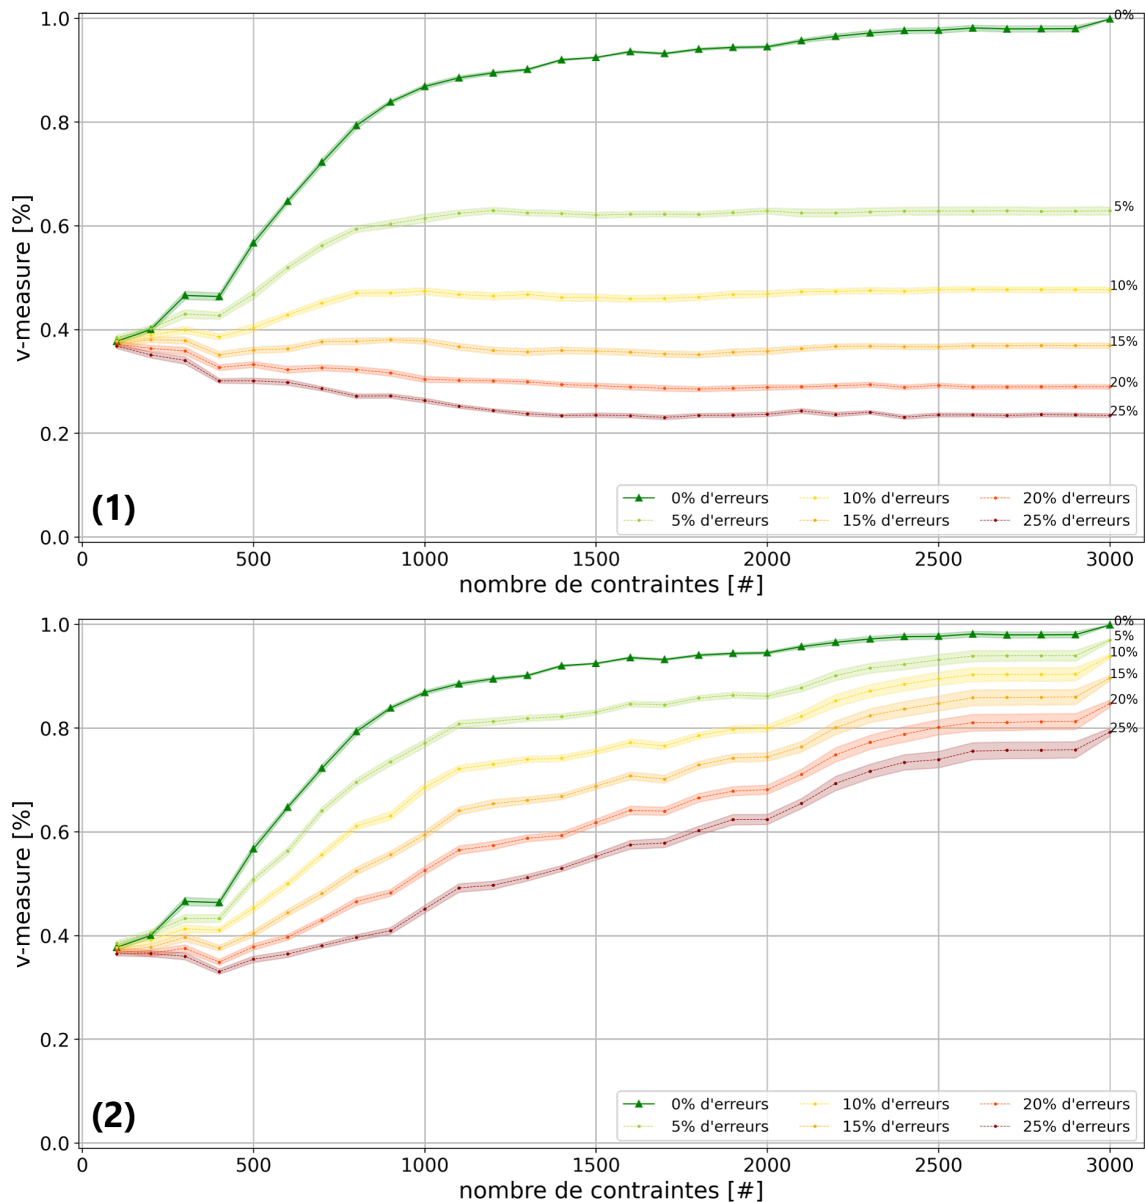 1.0
0.8
0.6
0.4
0.2
0.0
v-measure [%]
0%
5%
10%
15%
20%
25%
(1)
0% d'erreurs
5% d'erreurs
10% d'erreurs
15% d'erreurs
20% d'erreurs
25% d'erreurs
0 500 1000 1500 2000 2500 3000
nombre de contraintes [#]
1.0
0.8
0.6
0.4
0.2
0.0
v-measure [%]
0%
5%
10%
15%
20%
25%
(2)
0% d'erreurs
5% d'erreurs
10% d'erreurs
15% d'erreurs
20% d'erreurs
25% d'erreurs
0 500 1000 1500 2000 2500 3000
nombre de contraintes [#]